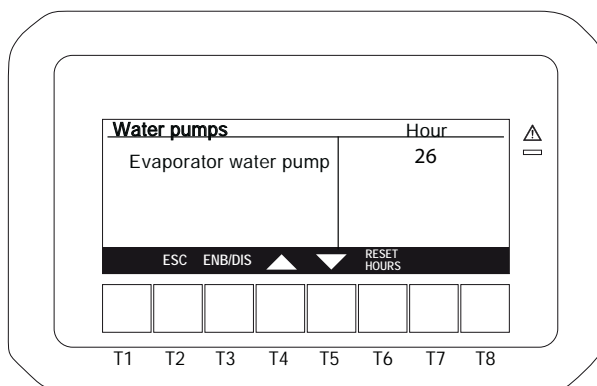 Water pumps Hour
Evaporator water pump 26
ESC ENB/DIS RESET HOURS
T1 T2 T3 T4 T5 T6 T7 T8